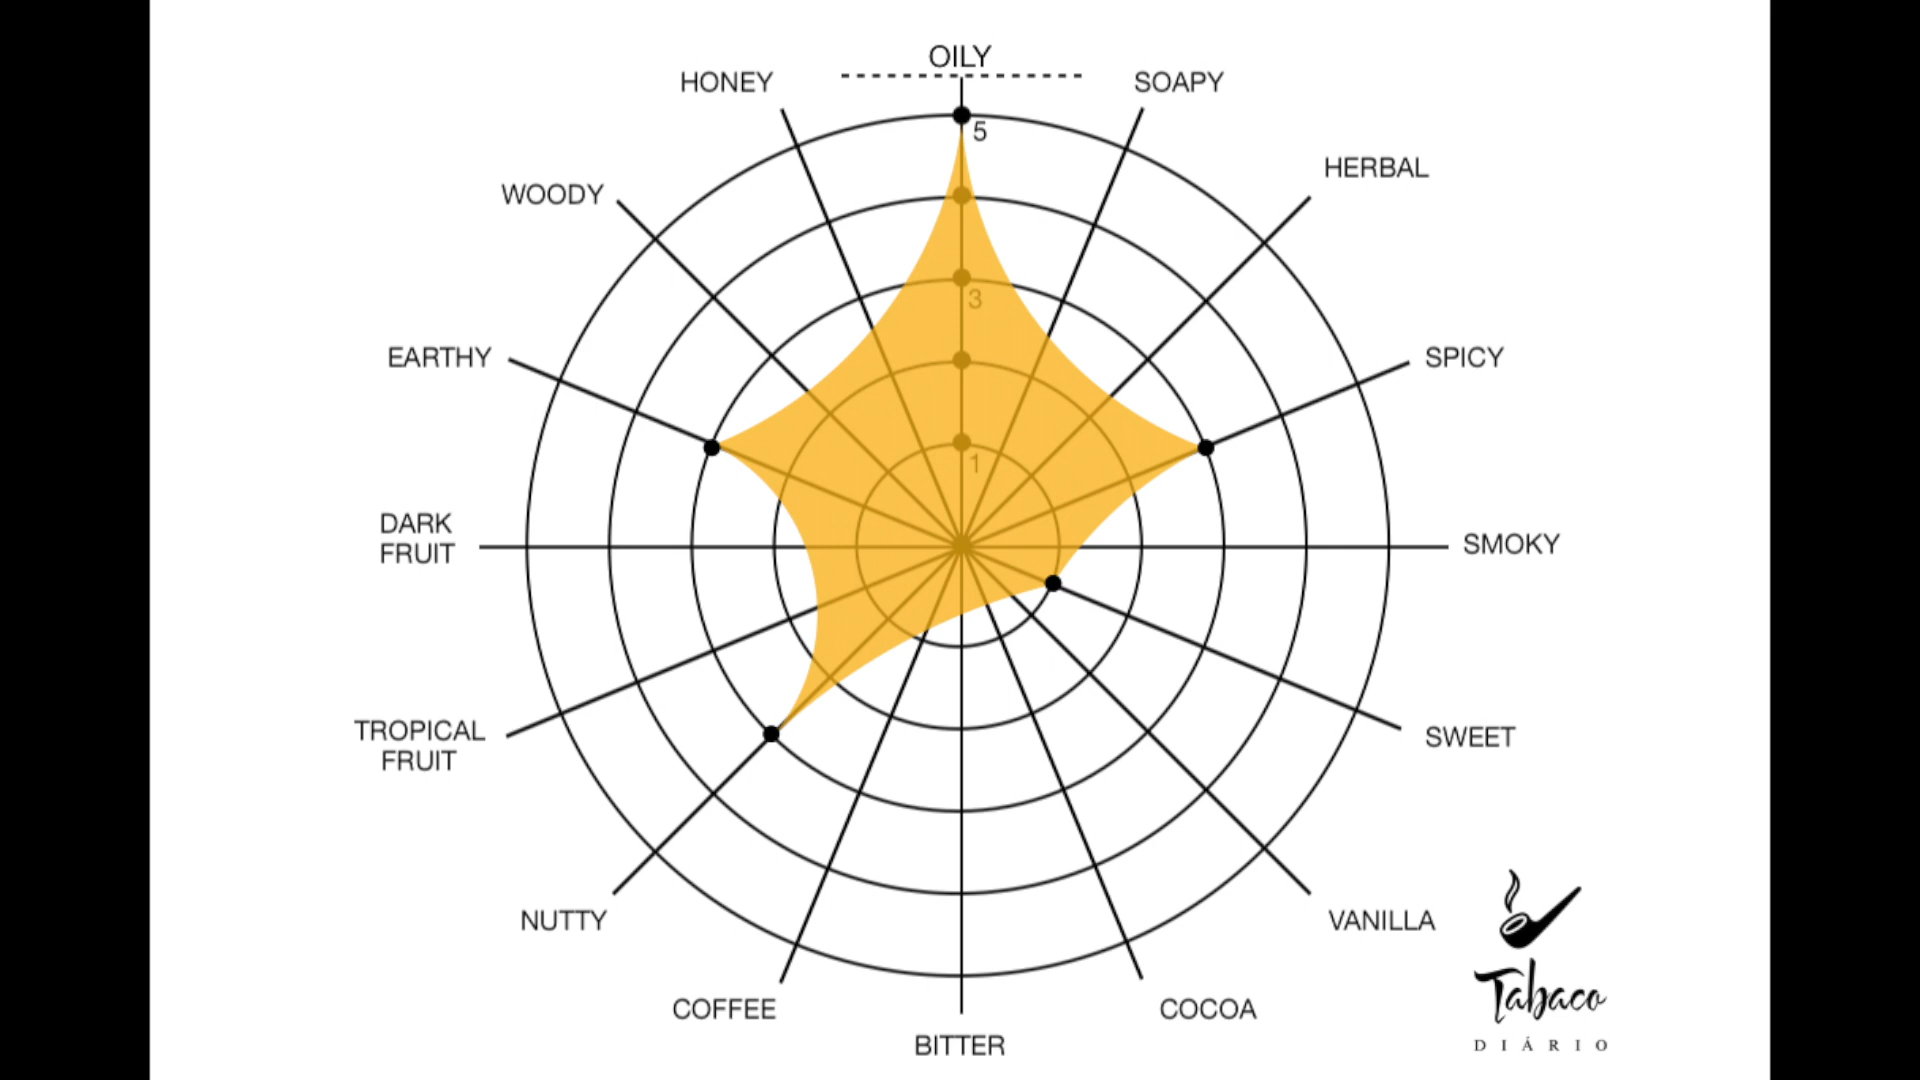 OILY
HONEY
SOAPY
5
HERBAL
WOODY
3
EARTHY
SPICY
1
DARK
FRUIT
SMOKY
TROPICAL
FRUIT
SWEET
NUTTY
VANILLA
COFFEE
COCOA
BITTER
Tabaco
DIÁRIO